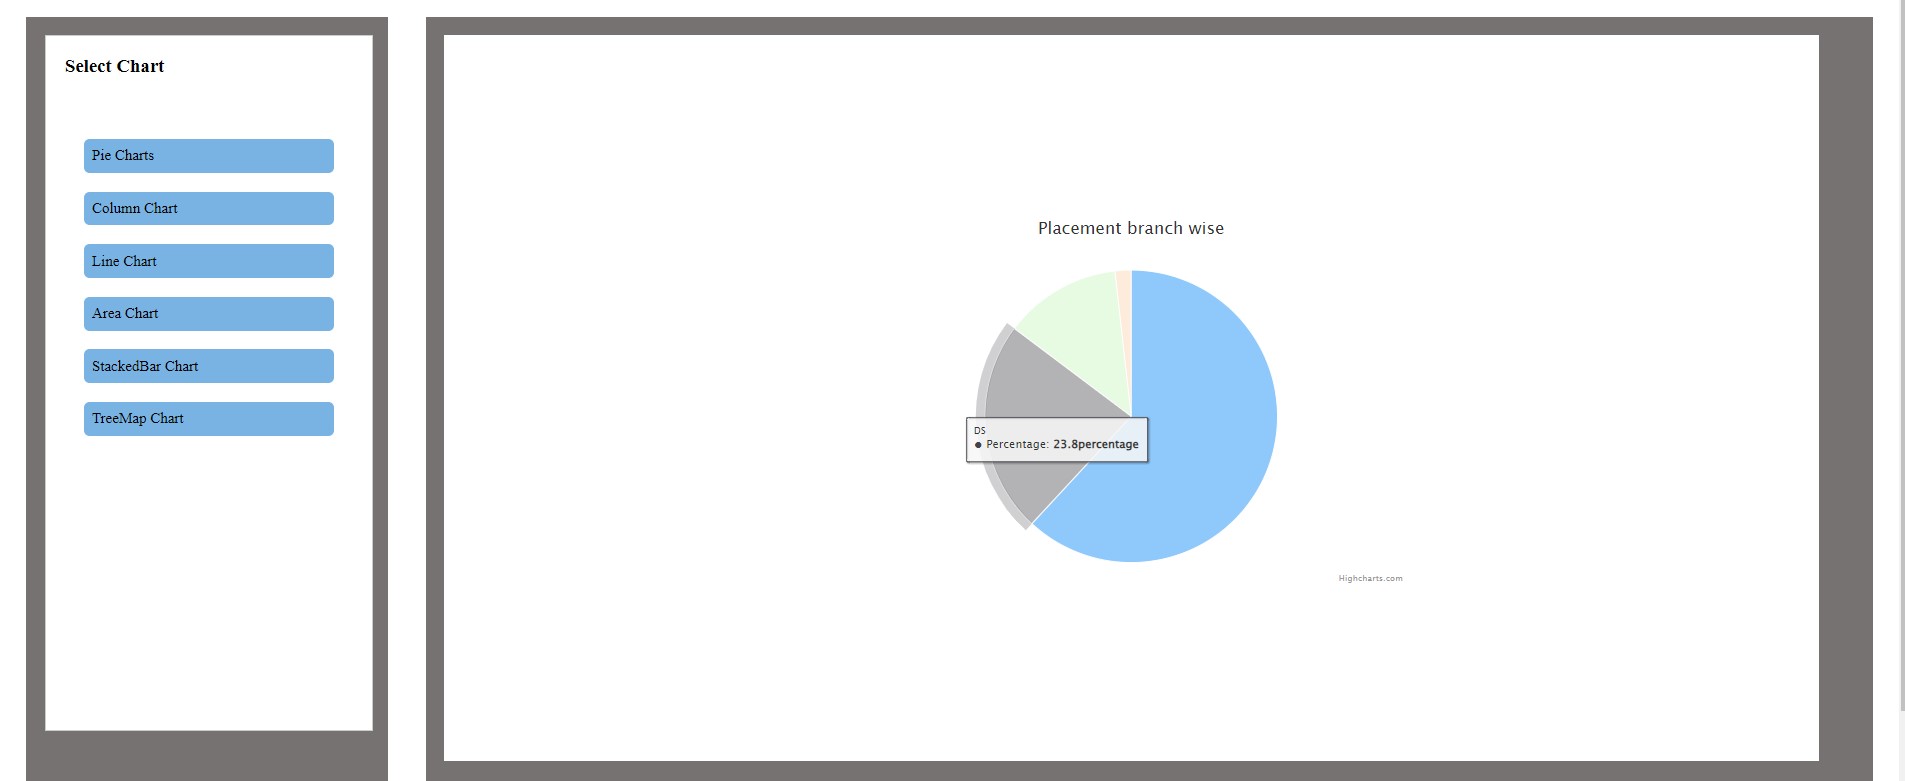 Select Chart
Pie Charts
Column Chart
Line Chart
Area Chart
StackedBar Chart
TreeMap Chart
Placement branch wise
DS
● Percentage: 23.8percentage
Highcharts.com